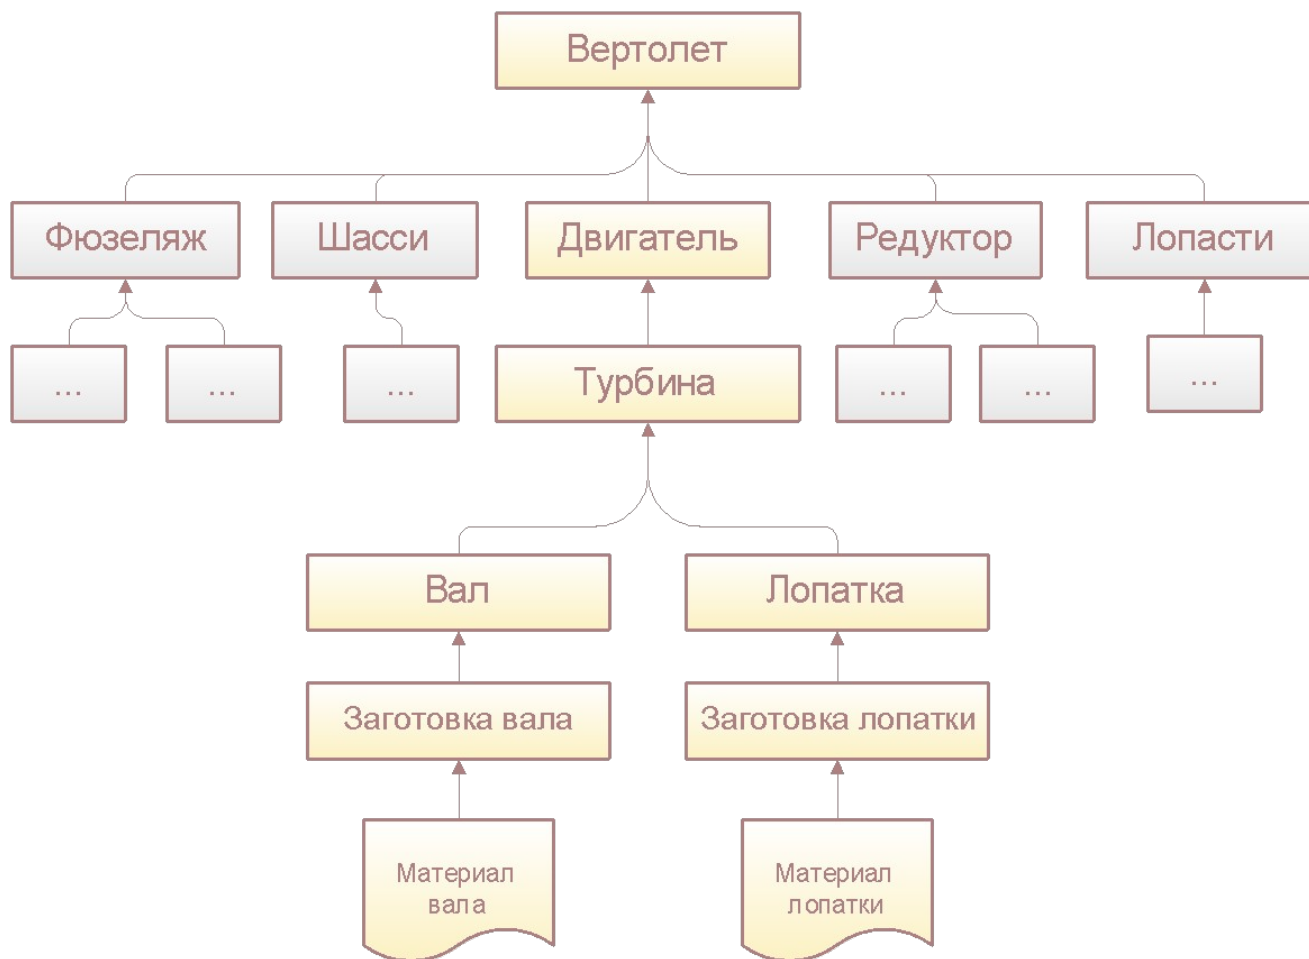 Вертолет
Фюзеляж
Шасси
Двигатель
Редуктор
Лопасти
...
...
...
Турбина
...
...
...
Вал
Лопатка
Заготовка вала
Заготовка лопатки
Материал
вала
Материал
лопатки